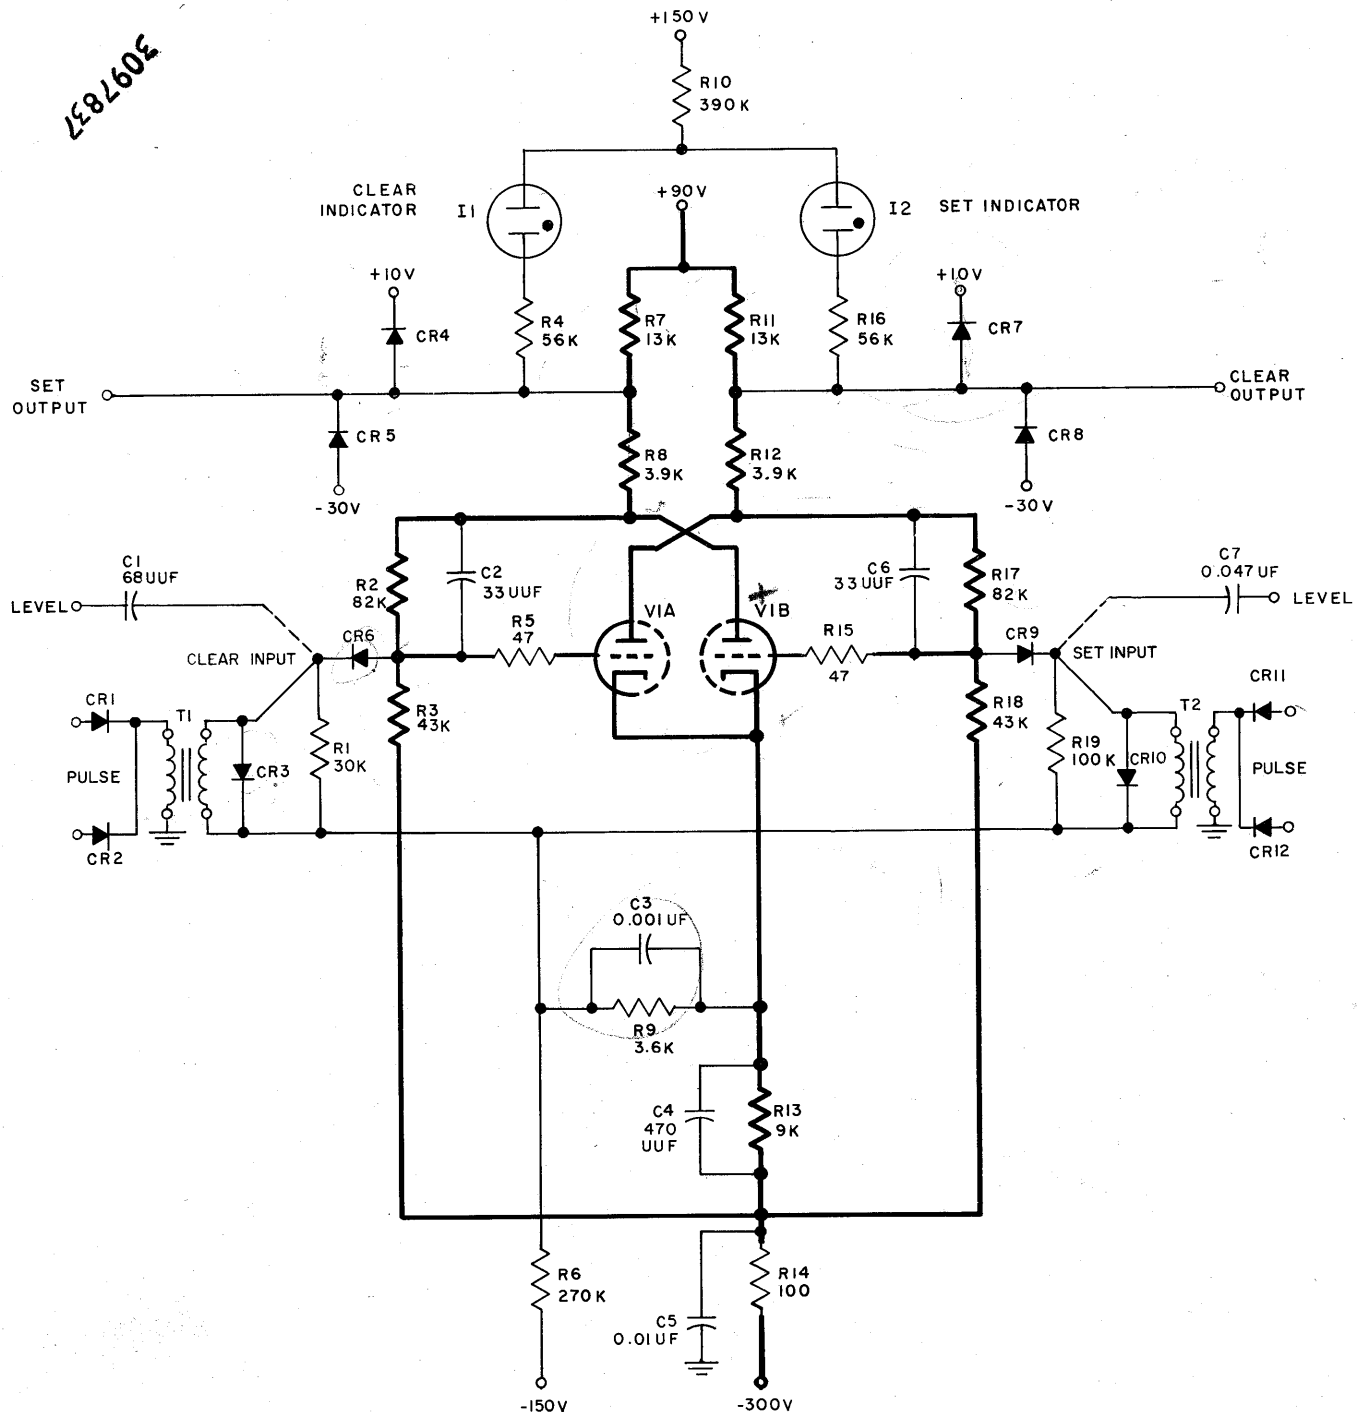 3097837
+150V
R10
390K
CLEAR
INDICATOR
I1
+90V
I2
SET INDICATOR
+10V
CR4
R4
56K
R7
13K
R11
13K
R16
56K
+10V
CR7
SET
OUTPUT
CLEAR
OUTPUT
CR5
-30V
R8
3.9K
R12
3.9K
CR8
-30V
C1
68UUF
LEVEL
R2
82K
C2
33UUF
C6
33UUF
R17
82K
C7
0.047UF
LEVEL
CLEAR INPUT
CR6
R5
47
V1A
V1B
R15
47
CR9
SET INPUT
CR1
T1
PULSE
CR2
CR3
R1
30K
R3
43K
R18
43K
R19
100K
CR10
T2
CR11
PULSE
CR12
C3
0.001UF
R9
3.6K
C4
470
UUF
R13
9K
R6
270K
R14
100
C5
0.01UF
-150V
-300V